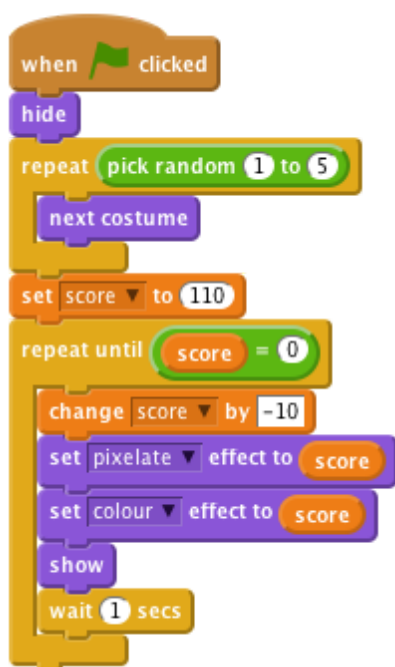 when clicked
hide
repeat pick random 1 to 5
next costume
set score to 110
repeat until score = 0
change score by -10
set pixelate effect to score
set colour effect to score
show
wait 1 secs